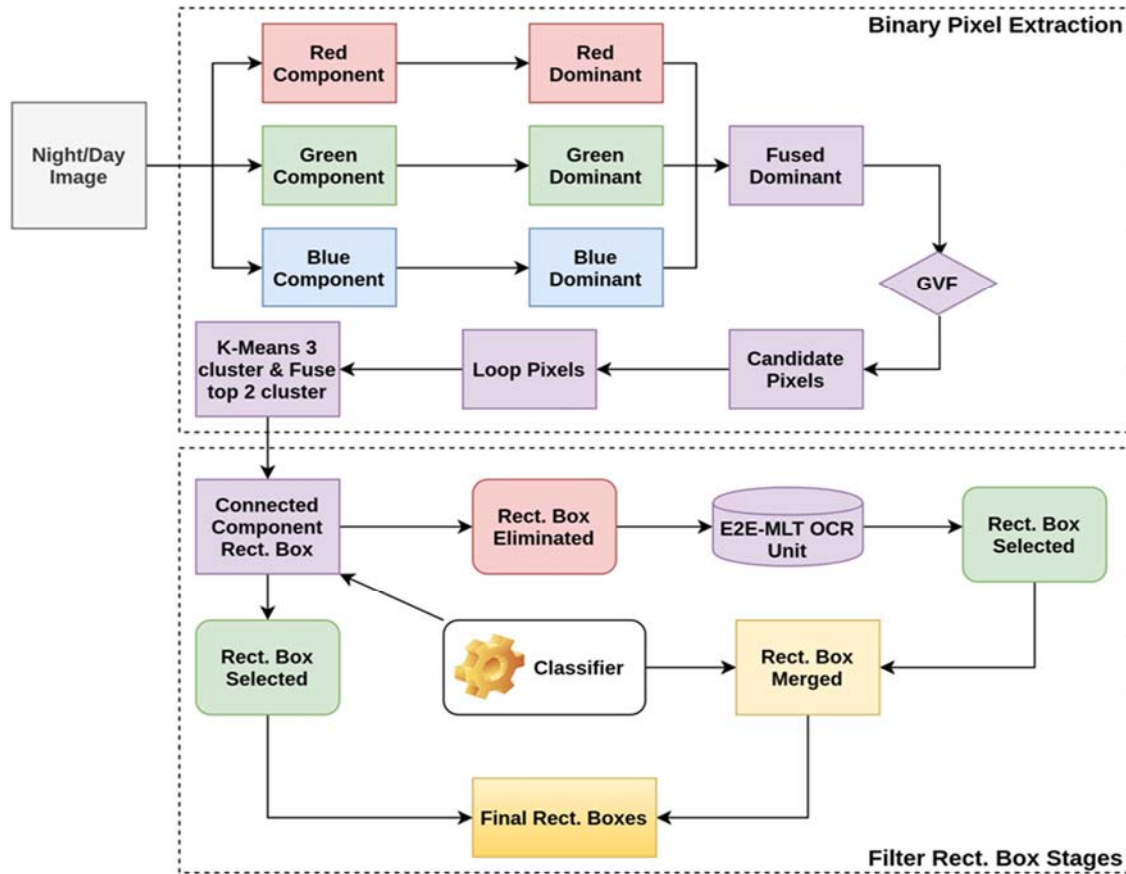 Binary Pixel Extraction
Red
Component
Red
Dominant
Night/Day
Image
Green
Component
Green
Dominant
Fused
Dominant
Blue
Component
Blue
Dominant
GVF
K-Means 3
cluster & Fuse
top 2 cluster
Loop Pixels
Candidate
Pixels
Connected
Component
Rect. Box
Rect. Box
Eliminated
E2E-MLT OCR
Unit
Rect. Box
Selected
Rect. Box
Selected
Classifier
Rect. Box
Merged
Final Rect. Boxes
Filter Rect. Box Stages